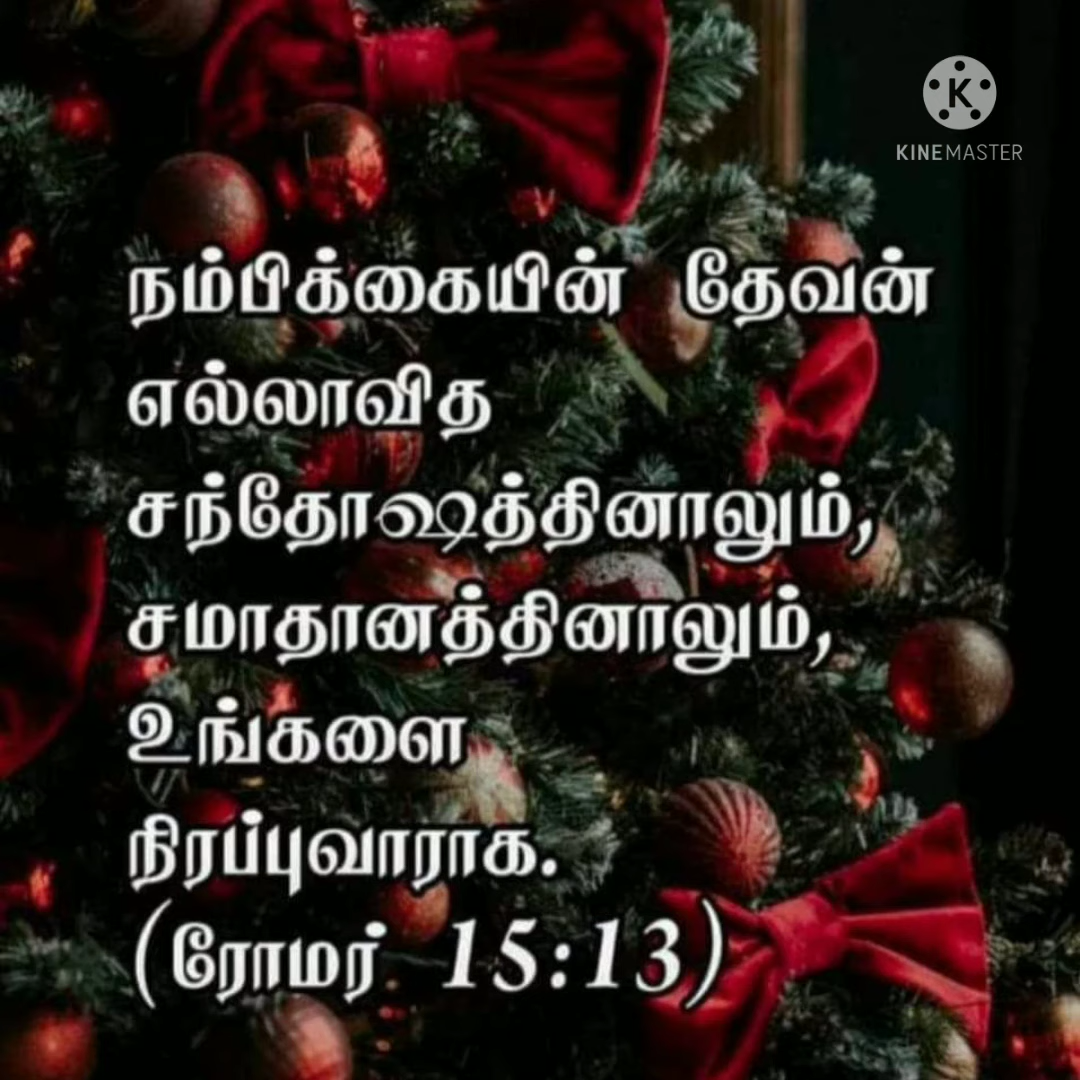 KINEMASTER
நம்பிக்கையின் தேவன்
எல்லாவித
சந்தோஷத்தினாலும்,
சமாதானத்தினாலும்,
உங்களை
நிரப்புவாராக.
(ரோமர் 15:13)